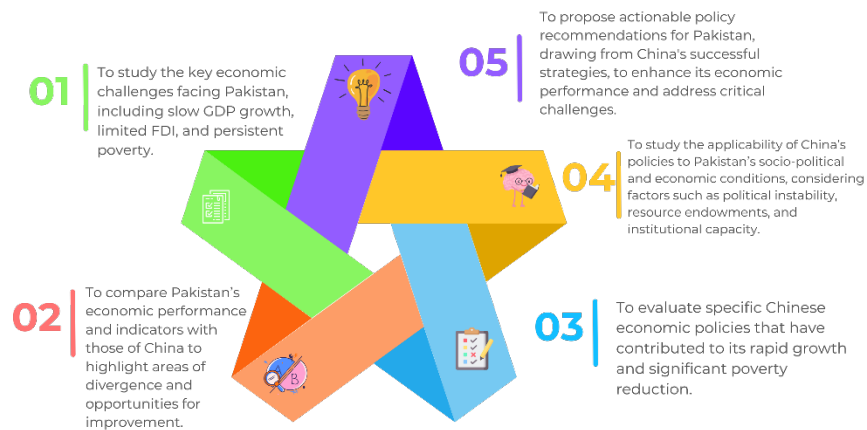 01
To study the key economic
challenges facing Pakistan,
including slow GDP growth,
limited FDI, and persistent
poverty.
02
To compare Pakistan's
economic performance
and indicators with
those of China to
highlight areas of
divergence and
opportunities for
improvement.
03
To evaluate specific Chinese
economic policies that have
contributed to its rapid growth
and significant poverty
reduction.
04
To study the applicability of China's
policies to Pakistan's socio-political
and economic conditions, considering
factors such as political instability,
resource endowments, and
institutional capacity.
05
To propose actionable policy
recommendations for Pakistan,
drawing from China's successful
strategies, to enhance its economic
performance and address critical
challenges.